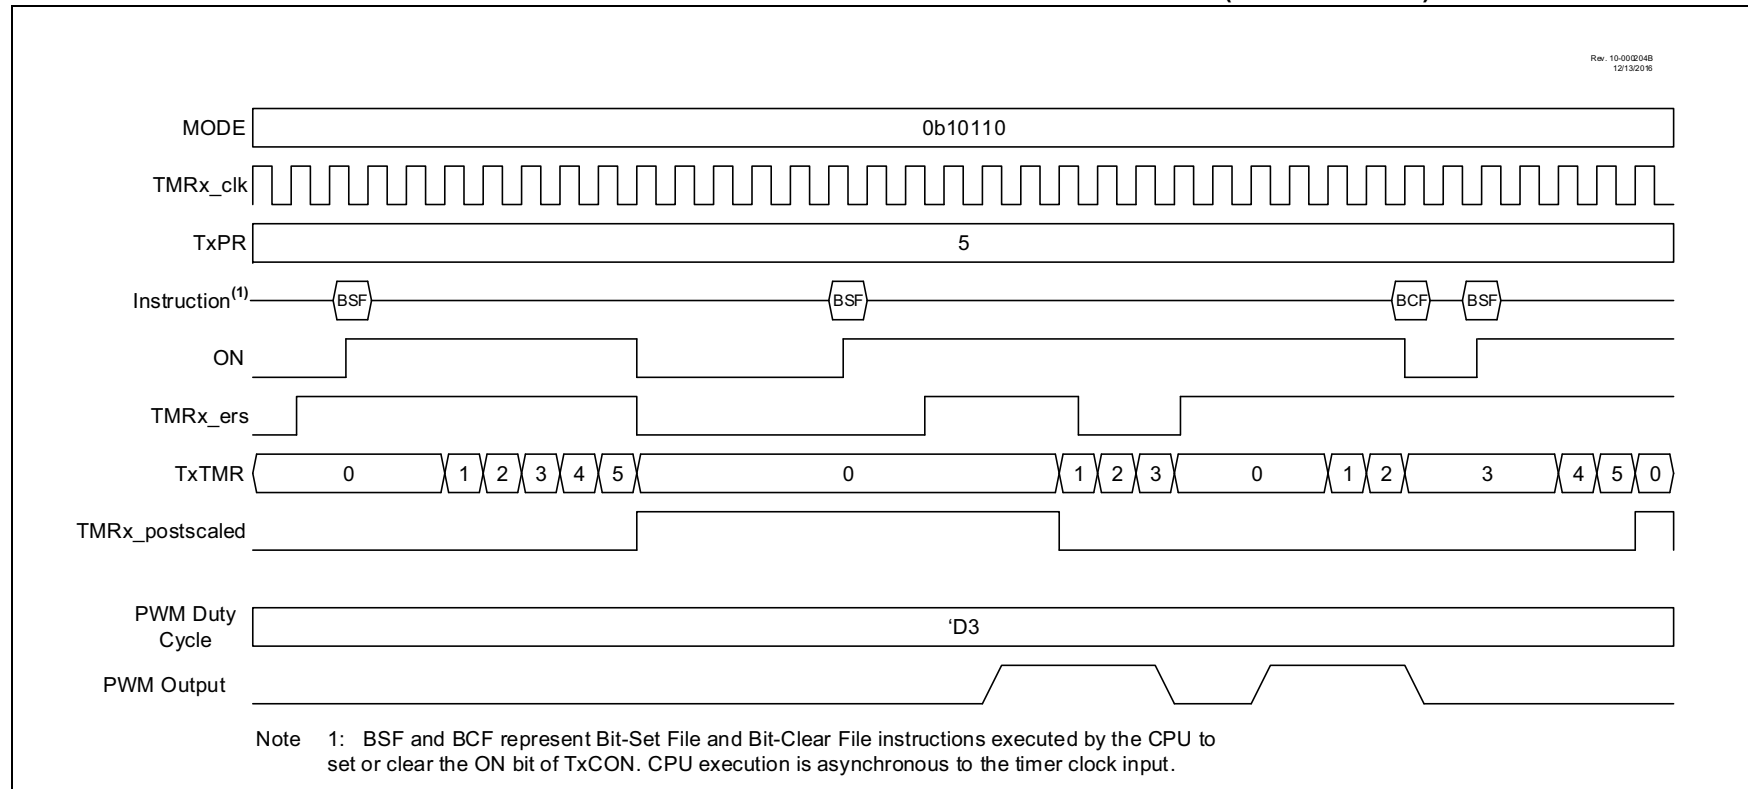 Rev. 10-000204B
12/13/2016
MODE 0b10110
TMRx_clk
TxPR 5
Instruction(1) BSF BSF BCF BSF
ON
TMRx_ers
TxTMR 0 1 2 3 4 5 0 1 2 3 0 1 2 3 4 5 0
TMRx_postscaled
PWM Duty
Cycle
‘D3
PWM Output
Note 1: BSF and BCF represent Bit-Set File and Bit-Clear File instructions executed by the CPU to
set or clear the ON bit of TxCON. CPU execution is asynchronous to the timer clock input.